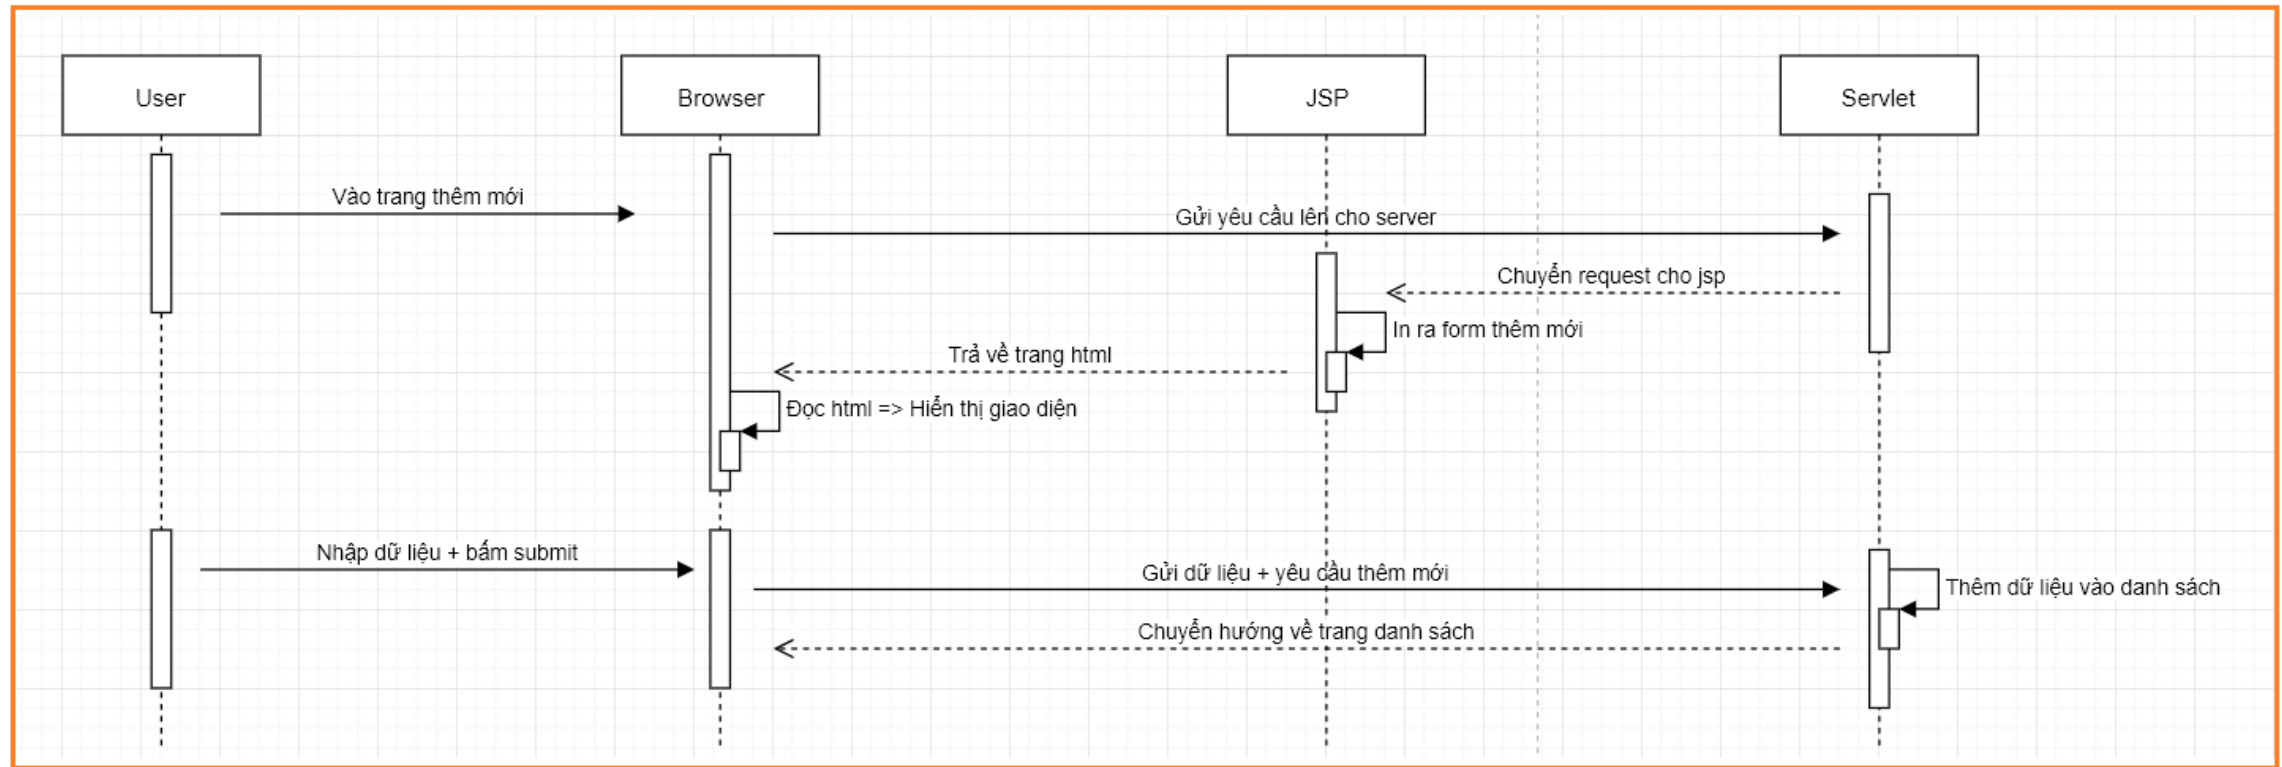 User
Browser
JSP
Servlet
Vào trang thêm mới
Gửi yêu cầu lên cho server
Chuyển request cho jsp
In ra form thêm mới
Trả về trang html
Đọc html => Hiển thị giao diện
Nhập dữ liệu + bấm submit
Gửi dữ liệu + yêu cầu thêm mới
Thêm dữ liệu vào danh sách
Chuyển hướng về trang danh sách